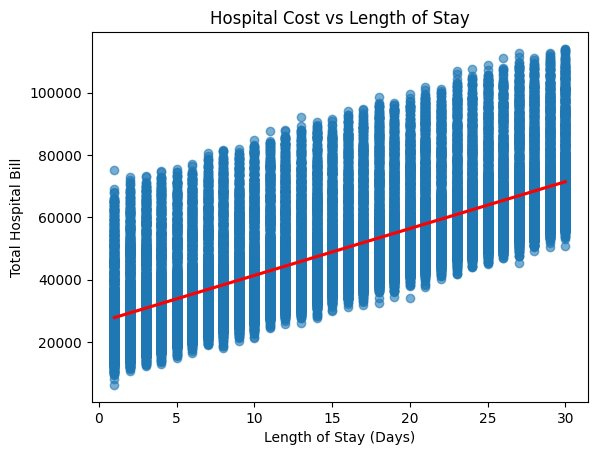 Hospital Cost vs Length of Stay
100000
80000
60000
40000
20000
Total Hospital Bill
0 5 10 15 20 25 30
Length of Stay (Days)